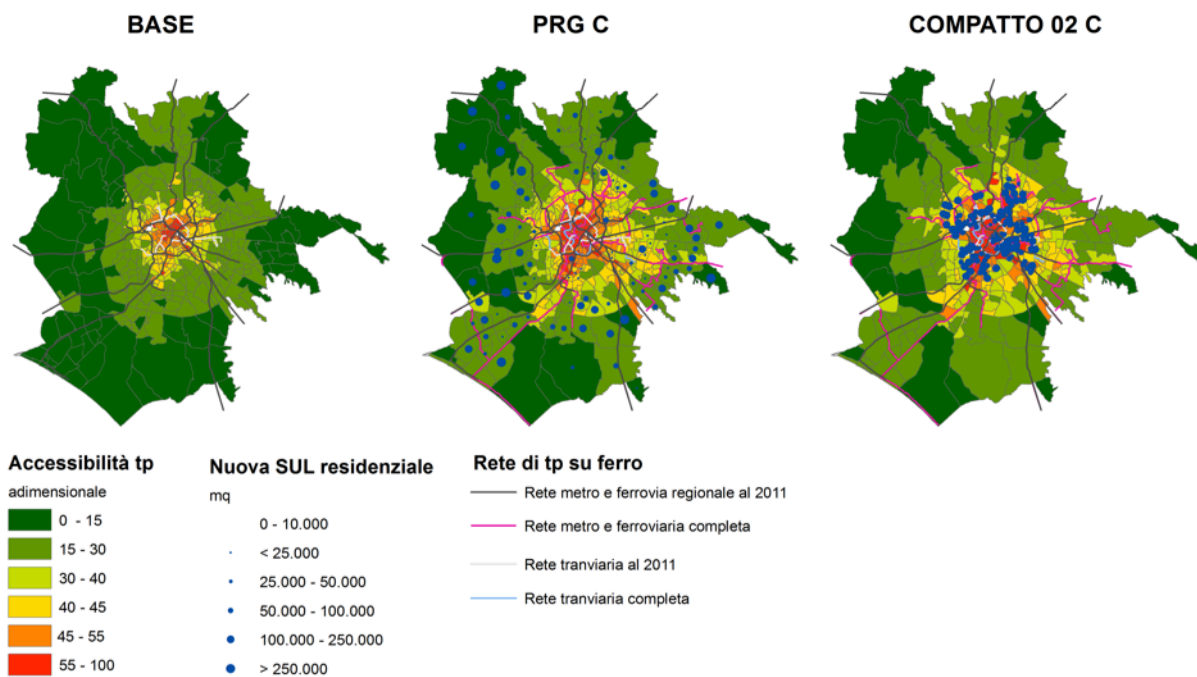 BASE
PRG C
COMPATTO 02 C
Accessibilità tp
adimensionale
0 - 15
15 - 30
30 - 40
40 - 45
45 - 55
55 - 100
Nuova SUL residenziale
mq
0 - 10.000
< 25.000
25.000 - 50.000
50.000 - 100.000
100.000 - 250.000
> 250.000
Rete di tp su ferro
Rete metro e ferrovia regionale al 2011
Rete metro e ferroviaria completa
Rete tranviaria al 2011
Rete tranviaria completa